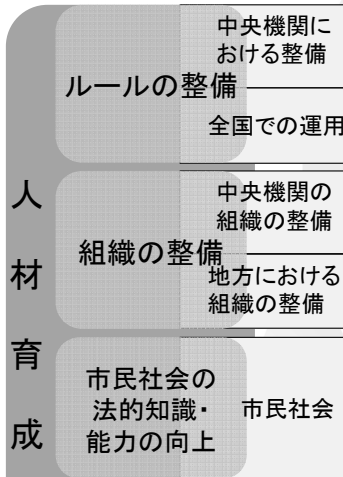 人材育成
ルールの整備
中央機関に
おける整備
全国での運用
組織の整備
中央機関の
組織の整備
地方における
組織の整備
市民社会の
法的知識・
能力の向上
市民社会